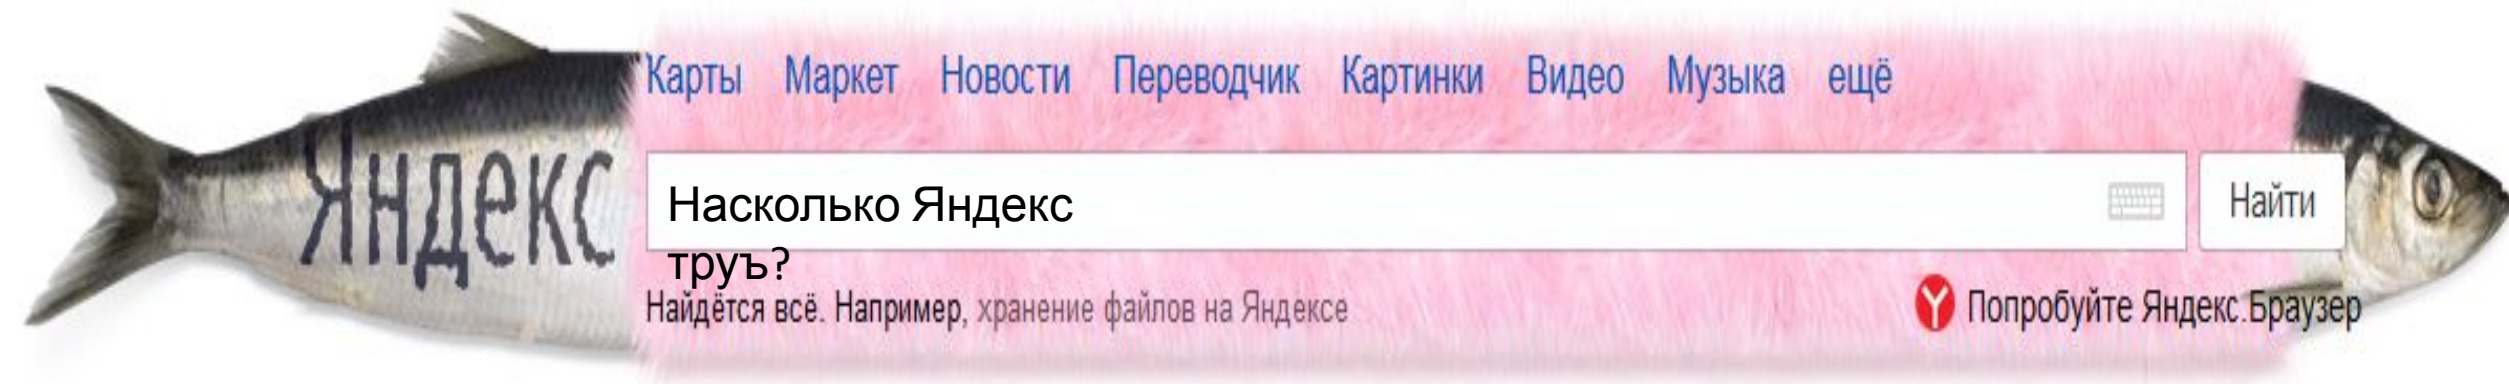 Карты Маркет Новости Переводчик Картинки Видео Музыка ещё
Яндекс
Насколько Яндекс
труъ?
Найти
Найдётся всё. Например, хранение файлов на Яндексе
Y Попробуйте Яндекс.Браузер